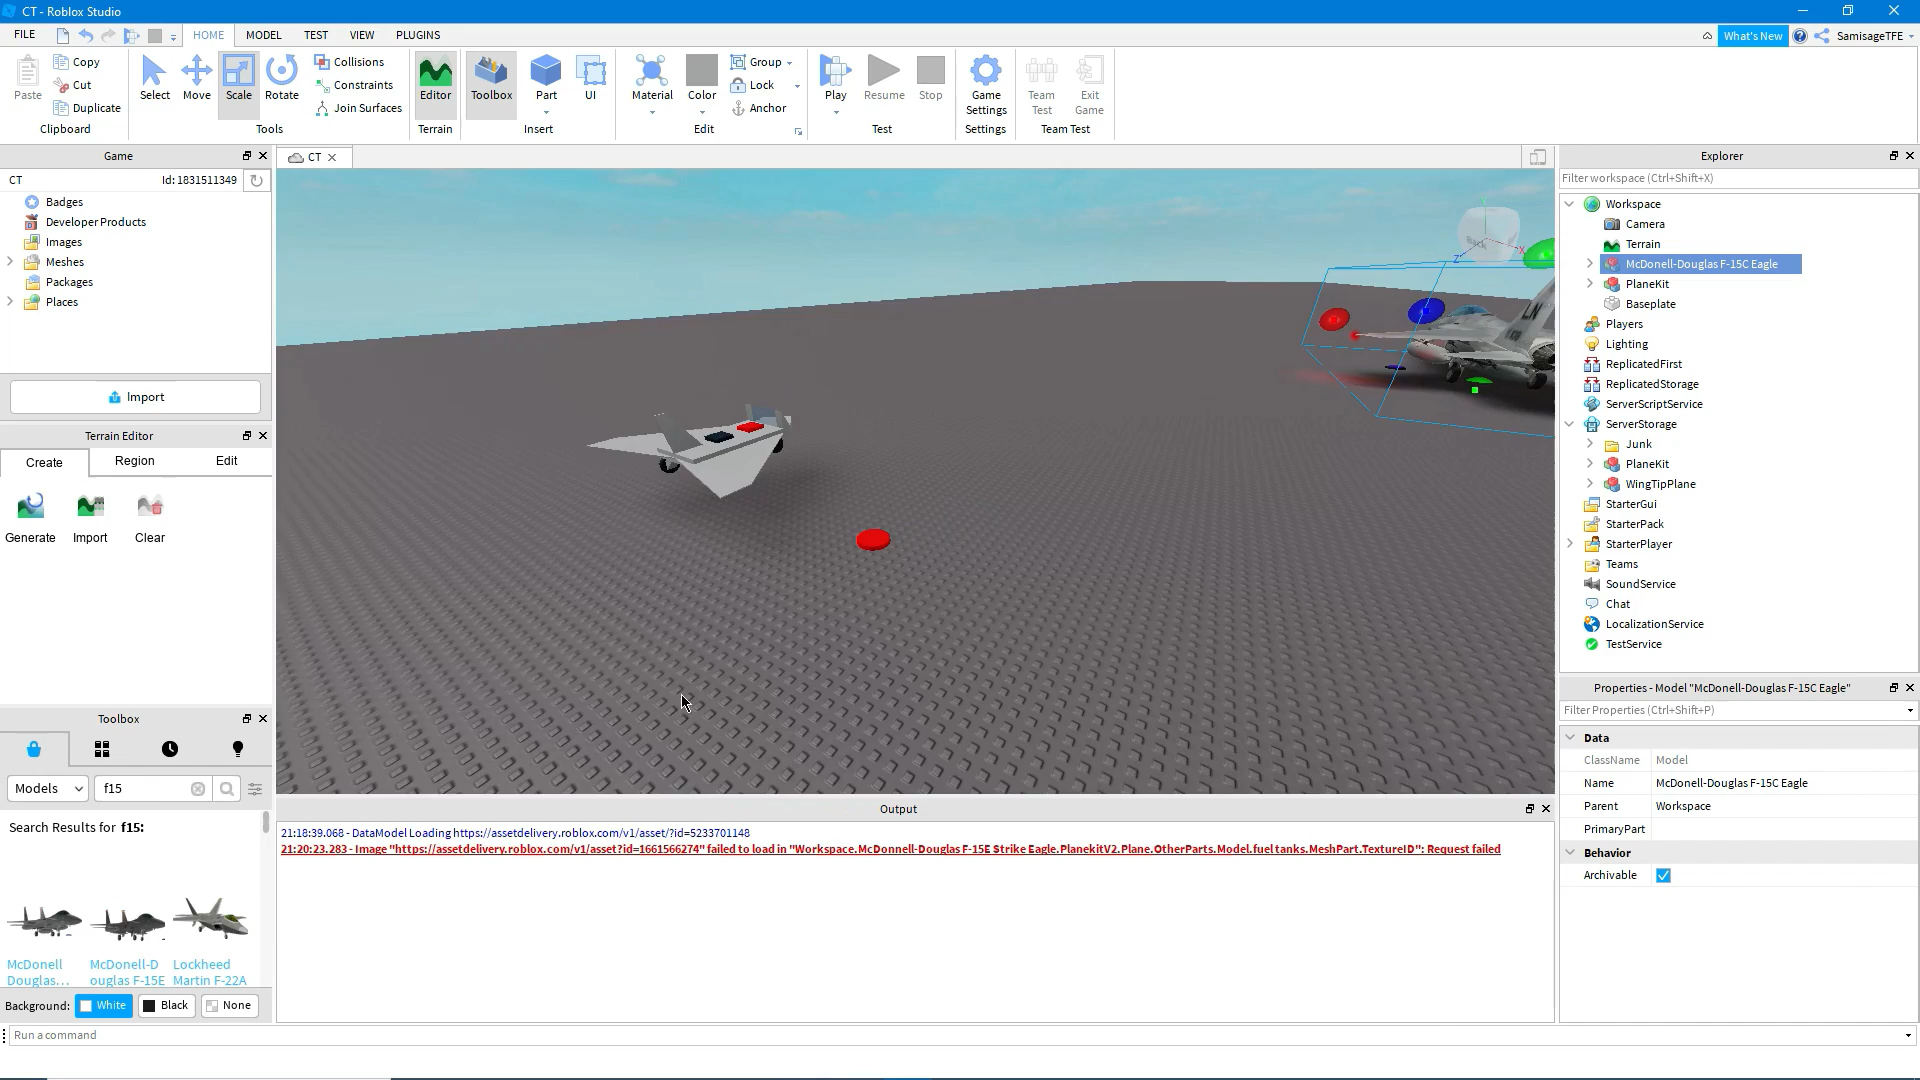 CT - Roblox Studio
FILE HOME MODEL TEST VIEW PLUGINS What's New SamisageTFE
Paste Copy Cut Duplicate Clipboard
Select Move Scale Rotate Collisions Constraints Join Surfaces Tools
Editor Terrain
Toolbox Part UI Insert
Material Color Group Lock Anchor Edit
Play Resume Stop Test
Game Settings Settings
Team Test Exit Game Team Test
Game
CT Id: 1831511349
Badges
Developer Products
Images
Meshes
Packages
Places
Import
Terrain Editor
Create Region Edit
Generate Import Clear
Toolbox
Models f15
Search Results for f15:
McDonell Douglas...
McDonell-D ouglas F-15E
Lockheed Martin F-22A
Background: White Black None
CT
Back
Y
X
Z
Output
21:18:39.068 - DataModel Loading https://assetdelivery.roblox.com/v1/asset/?id=5233701148
21:20:23.283 - Image "https://assetdelivery.roblox.com/v1/asset?id=1661566274" failed to load in "Workspace.McDonnell-Douglas F-15E Strike Eagle.PlanekitV2.Plane.OtherParts.Model.fuel tanks.MeshPart.TextureID": Request failed
Explorer
Filter workspace (Ctrl+Shift+X)
Workspace
Camera
Terrain
McDonell-Douglas F-15C Eagle
PlaneKit
Baseplate
Players
Lighting
ReplicatedFirst
ReplicatedStorage
ServerScriptService
ServerStorage
Junk
PlaneKit
WingTipPlane
StarterGui
StarterPack
StarterPlayer
Teams
SoundService
Chat
LocalizationService
TestService
Properties - Model "McDonell-Douglas F-15C Eagle"
Filter Properties (Ctrl+Shift+P)
Data
ClassName Model
Name McDonell-Douglas F-15C Eagle
Parent Workspace
PrimaryPart
Behavior
Archivable
Run a command